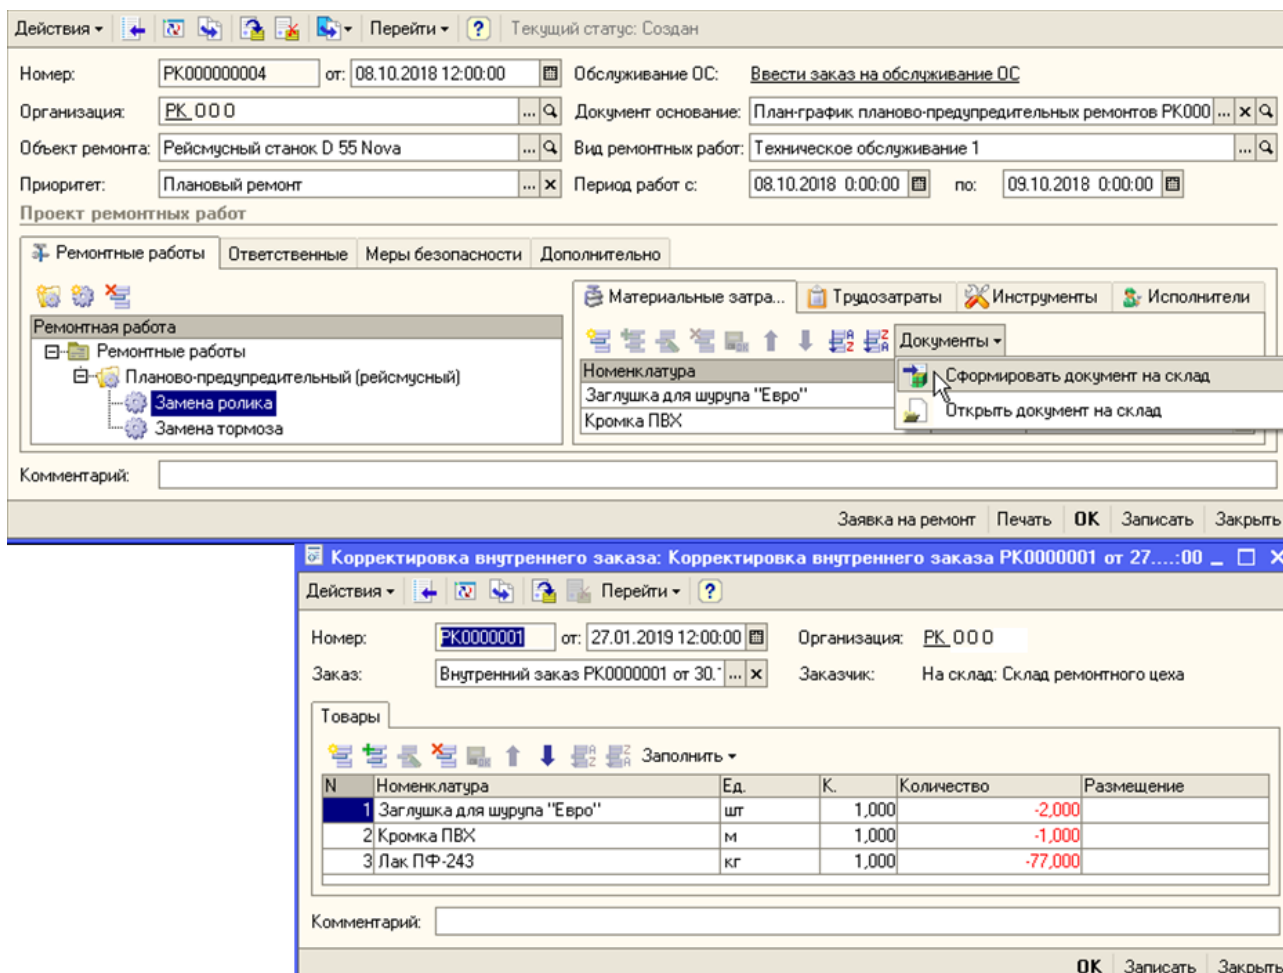 Действия Перейти ? Текущий статус: Создан
Номер: РК000000004 от: 08.10.2018 12:00:00 Обслуживание ОС: Ввести заказ на обслуживание ОС
Организация: РК_ООО ... Документ основание: План-график планово-предупредительных ремонтов РК000 ...
Объект ремонта: Рейсмусный станок D 55 Nova ... Вид ремонтных работ: Техническое обслуживание 1 ...
Приоритет: Плановый ремонт ... Период работ с: 08.10.2018 0:00:00 по: 09.10.2018 0:00:00
Проект ремонтных работ
Ремонтные работы Ответственные Меры безопасности Дополнительно
Материальные затра... Трудозатраты Инструменты Исполнители
Документы
Ремонтная работа
Ремонтные работы
Планово-предупредительный (рейсмусный)
Замена ролика
Замена тормоза
Номенклатура
Заглушка для шурупа "Евро"
Кромка ПВХ
Сформировать документ на склад
Открыть документ на склад
Комментарий:
Заявка на ремонт Печать OK Записать Закрыть
Корректировка внутреннего заказа: Корректировка внутреннего заказа РК0000001 от 27.....:00
Действия Перейти ?
Номер: РК0000001 от: 27.01.2019 12:00:00 Организация: РК_ООО
Заказ: Внутренний заказ РК0000001 от 30. ... Заказчик: На склад: Склад ремонтного цеха
Товары
Заполнить
N Номенклатура Ед. К. Количество Размещение
1 Заглушка для шурупа "Евро" шт 1,000 -2,000
2 Кромка ПВХ м 1,000 -1,000
3 Лак ПФ-243 кг 1,000 -77,000
Комментарий:
OK Записать Закрыть